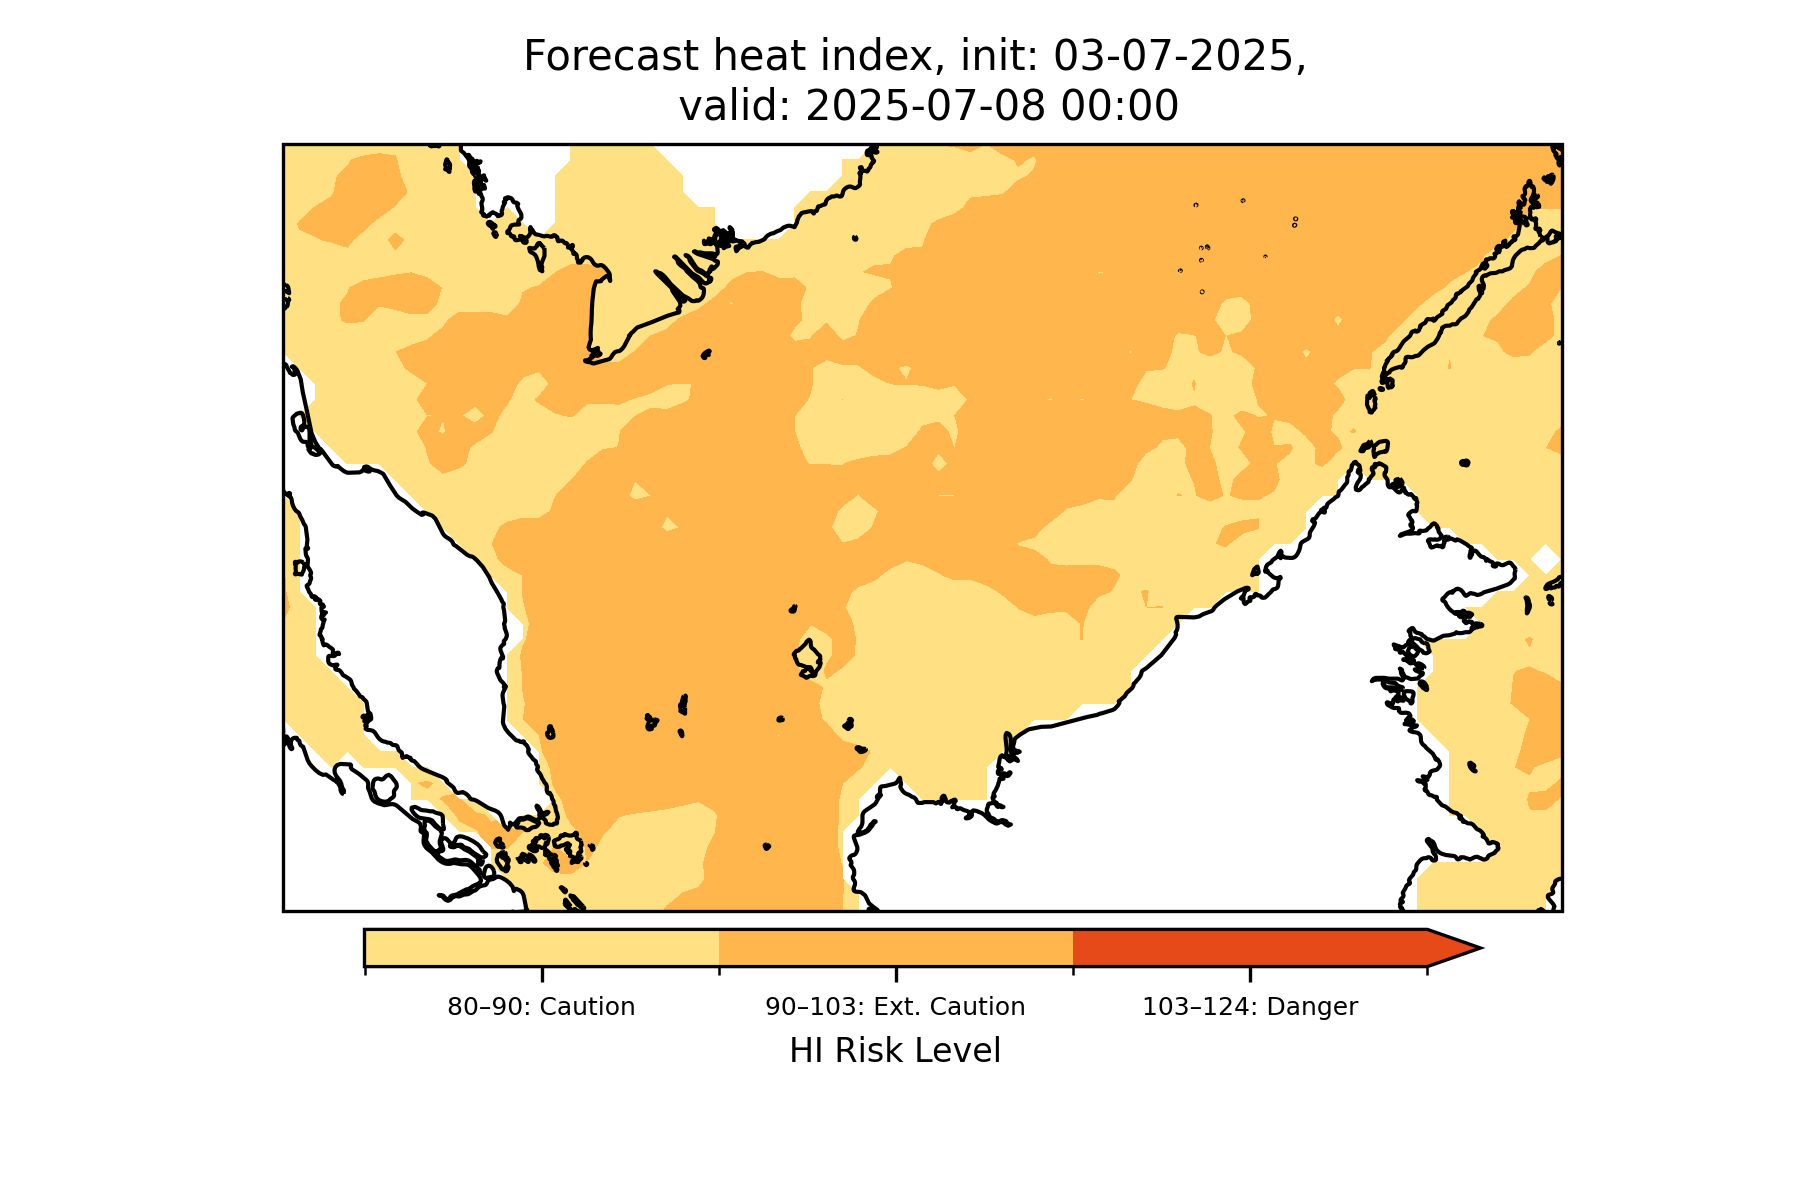 Forecast heat index, init: 03-07-2025,
valid: 2025-07-08 00:00
80–90: Caution
90–103: Ext. Caution
103–124: Danger
HI Risk Level